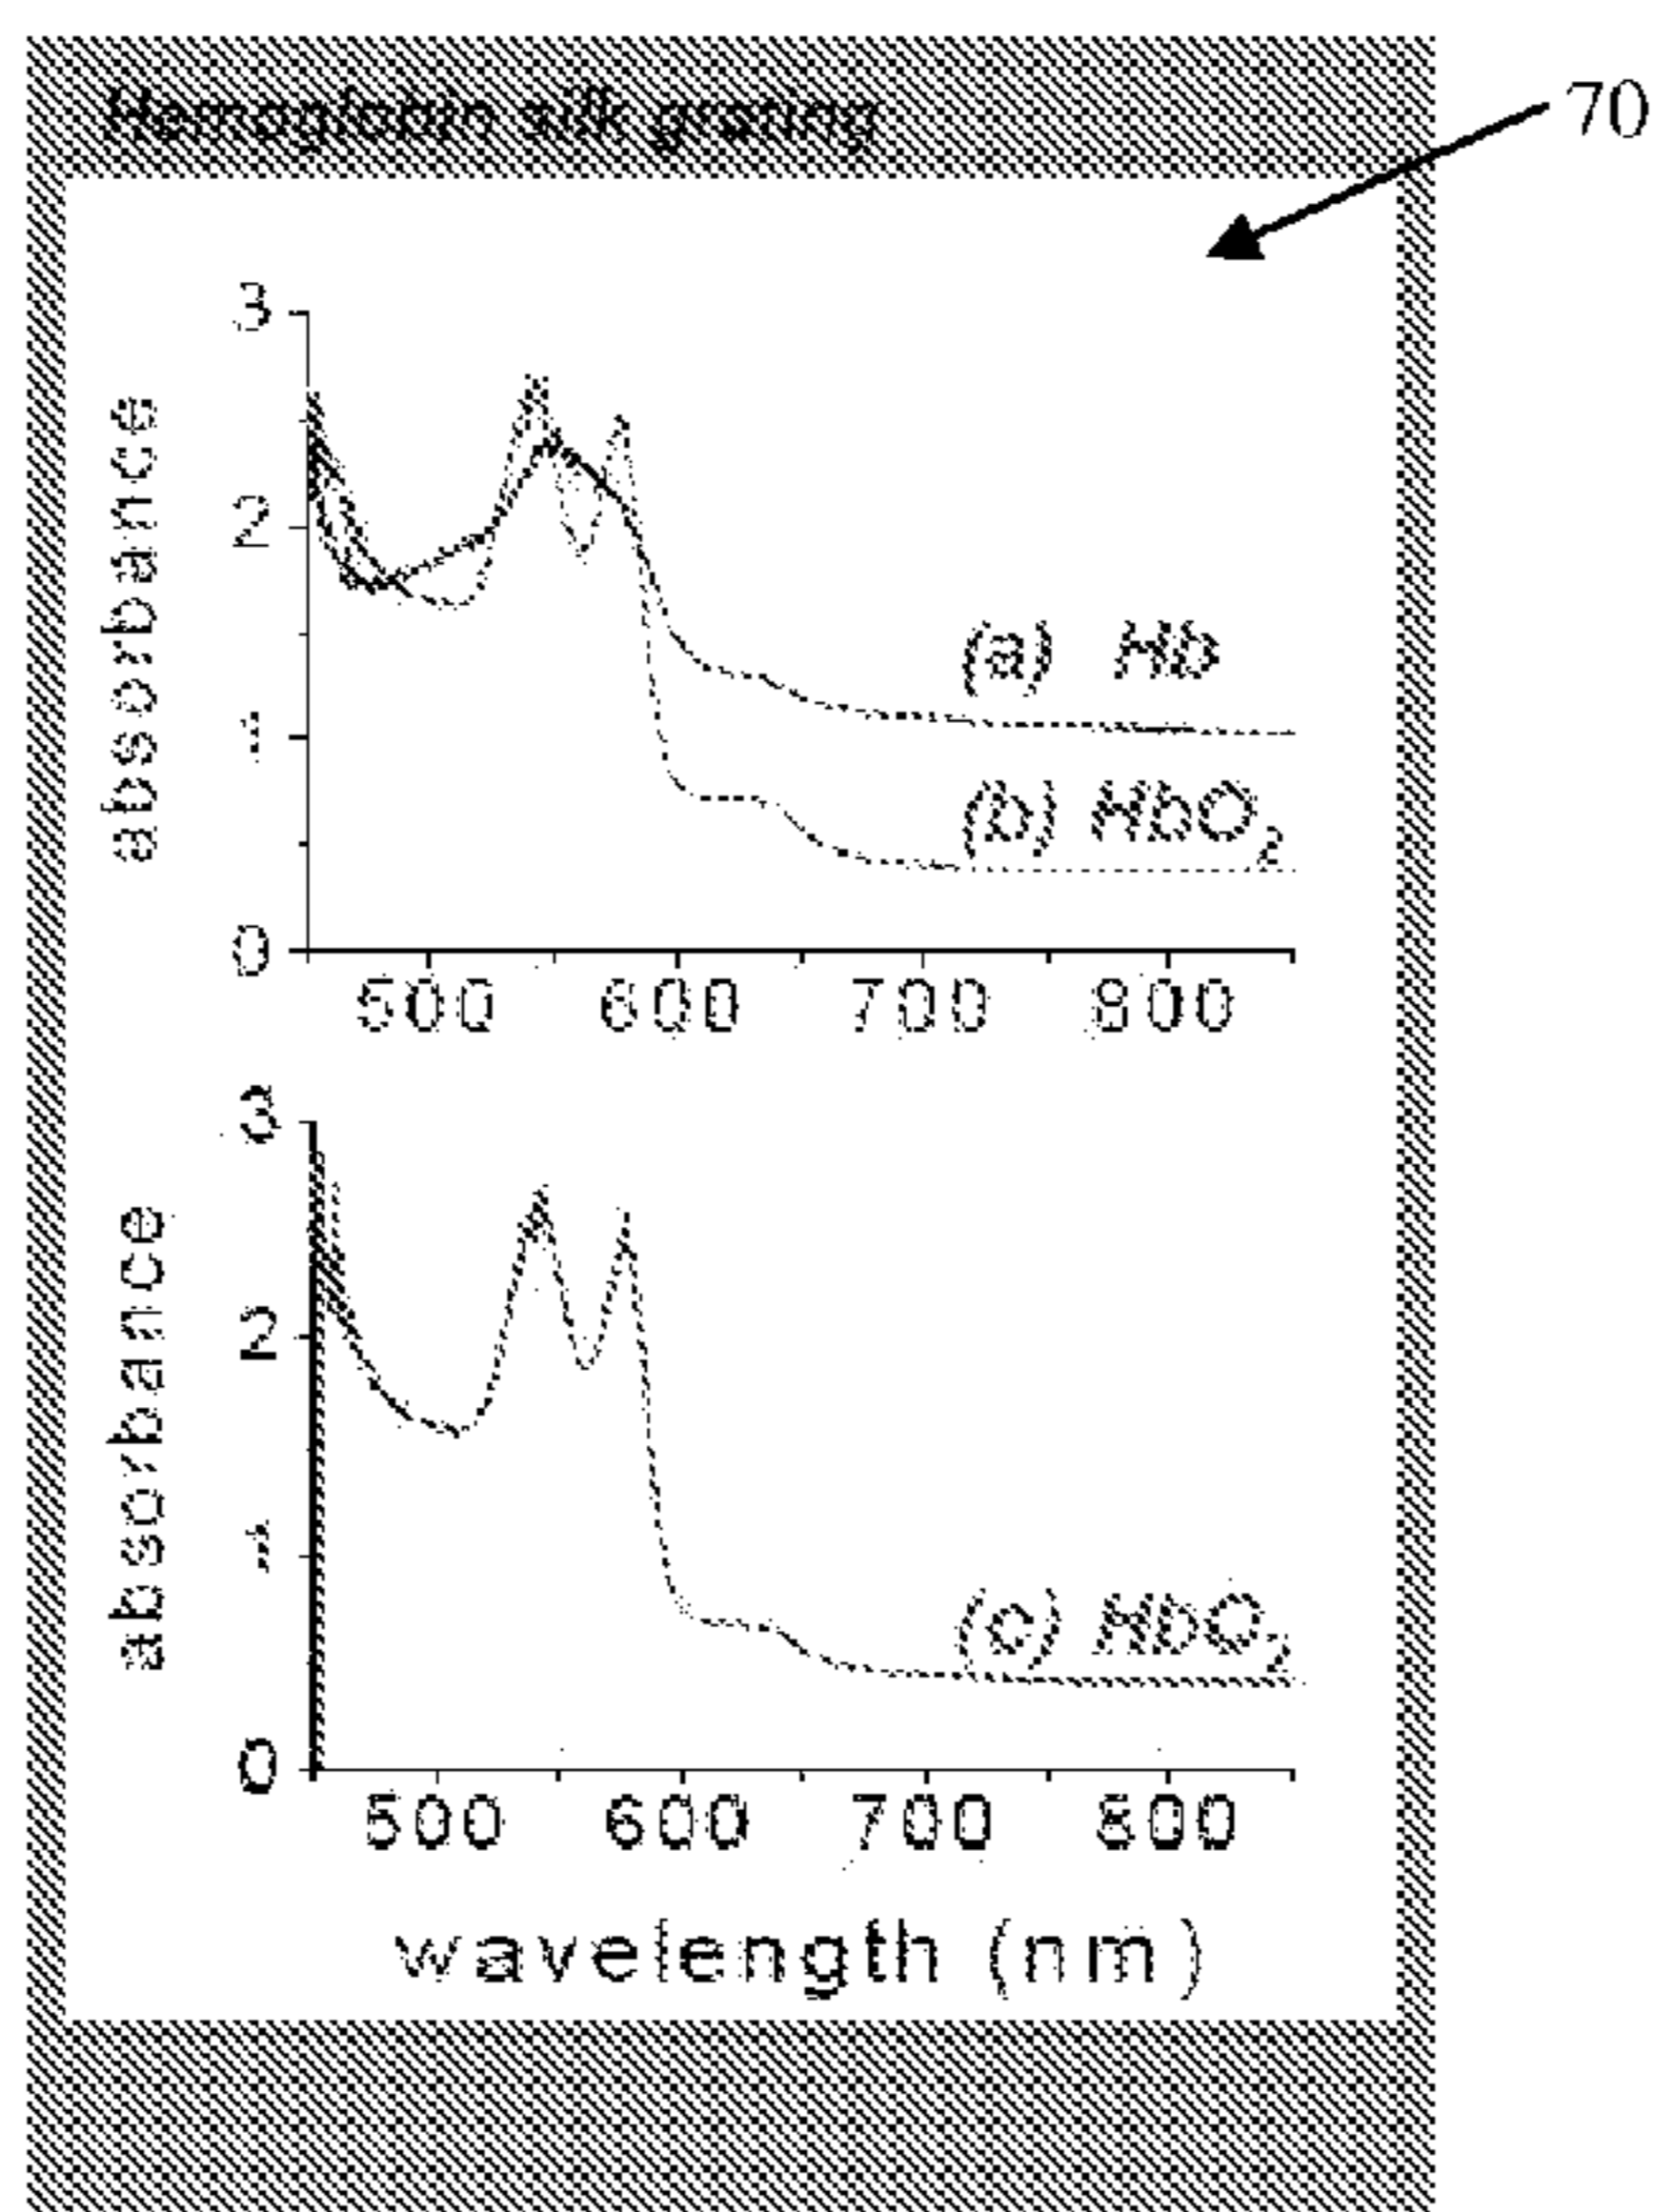 Hemoglobin silk grating
70
absorbance
3
2
1
0
(a) Hb
(b) HbO₂
500 600 700 800
absorbance
3
2
1
0
(c) HbO₂
500 600 700 800
wavelength (nm)